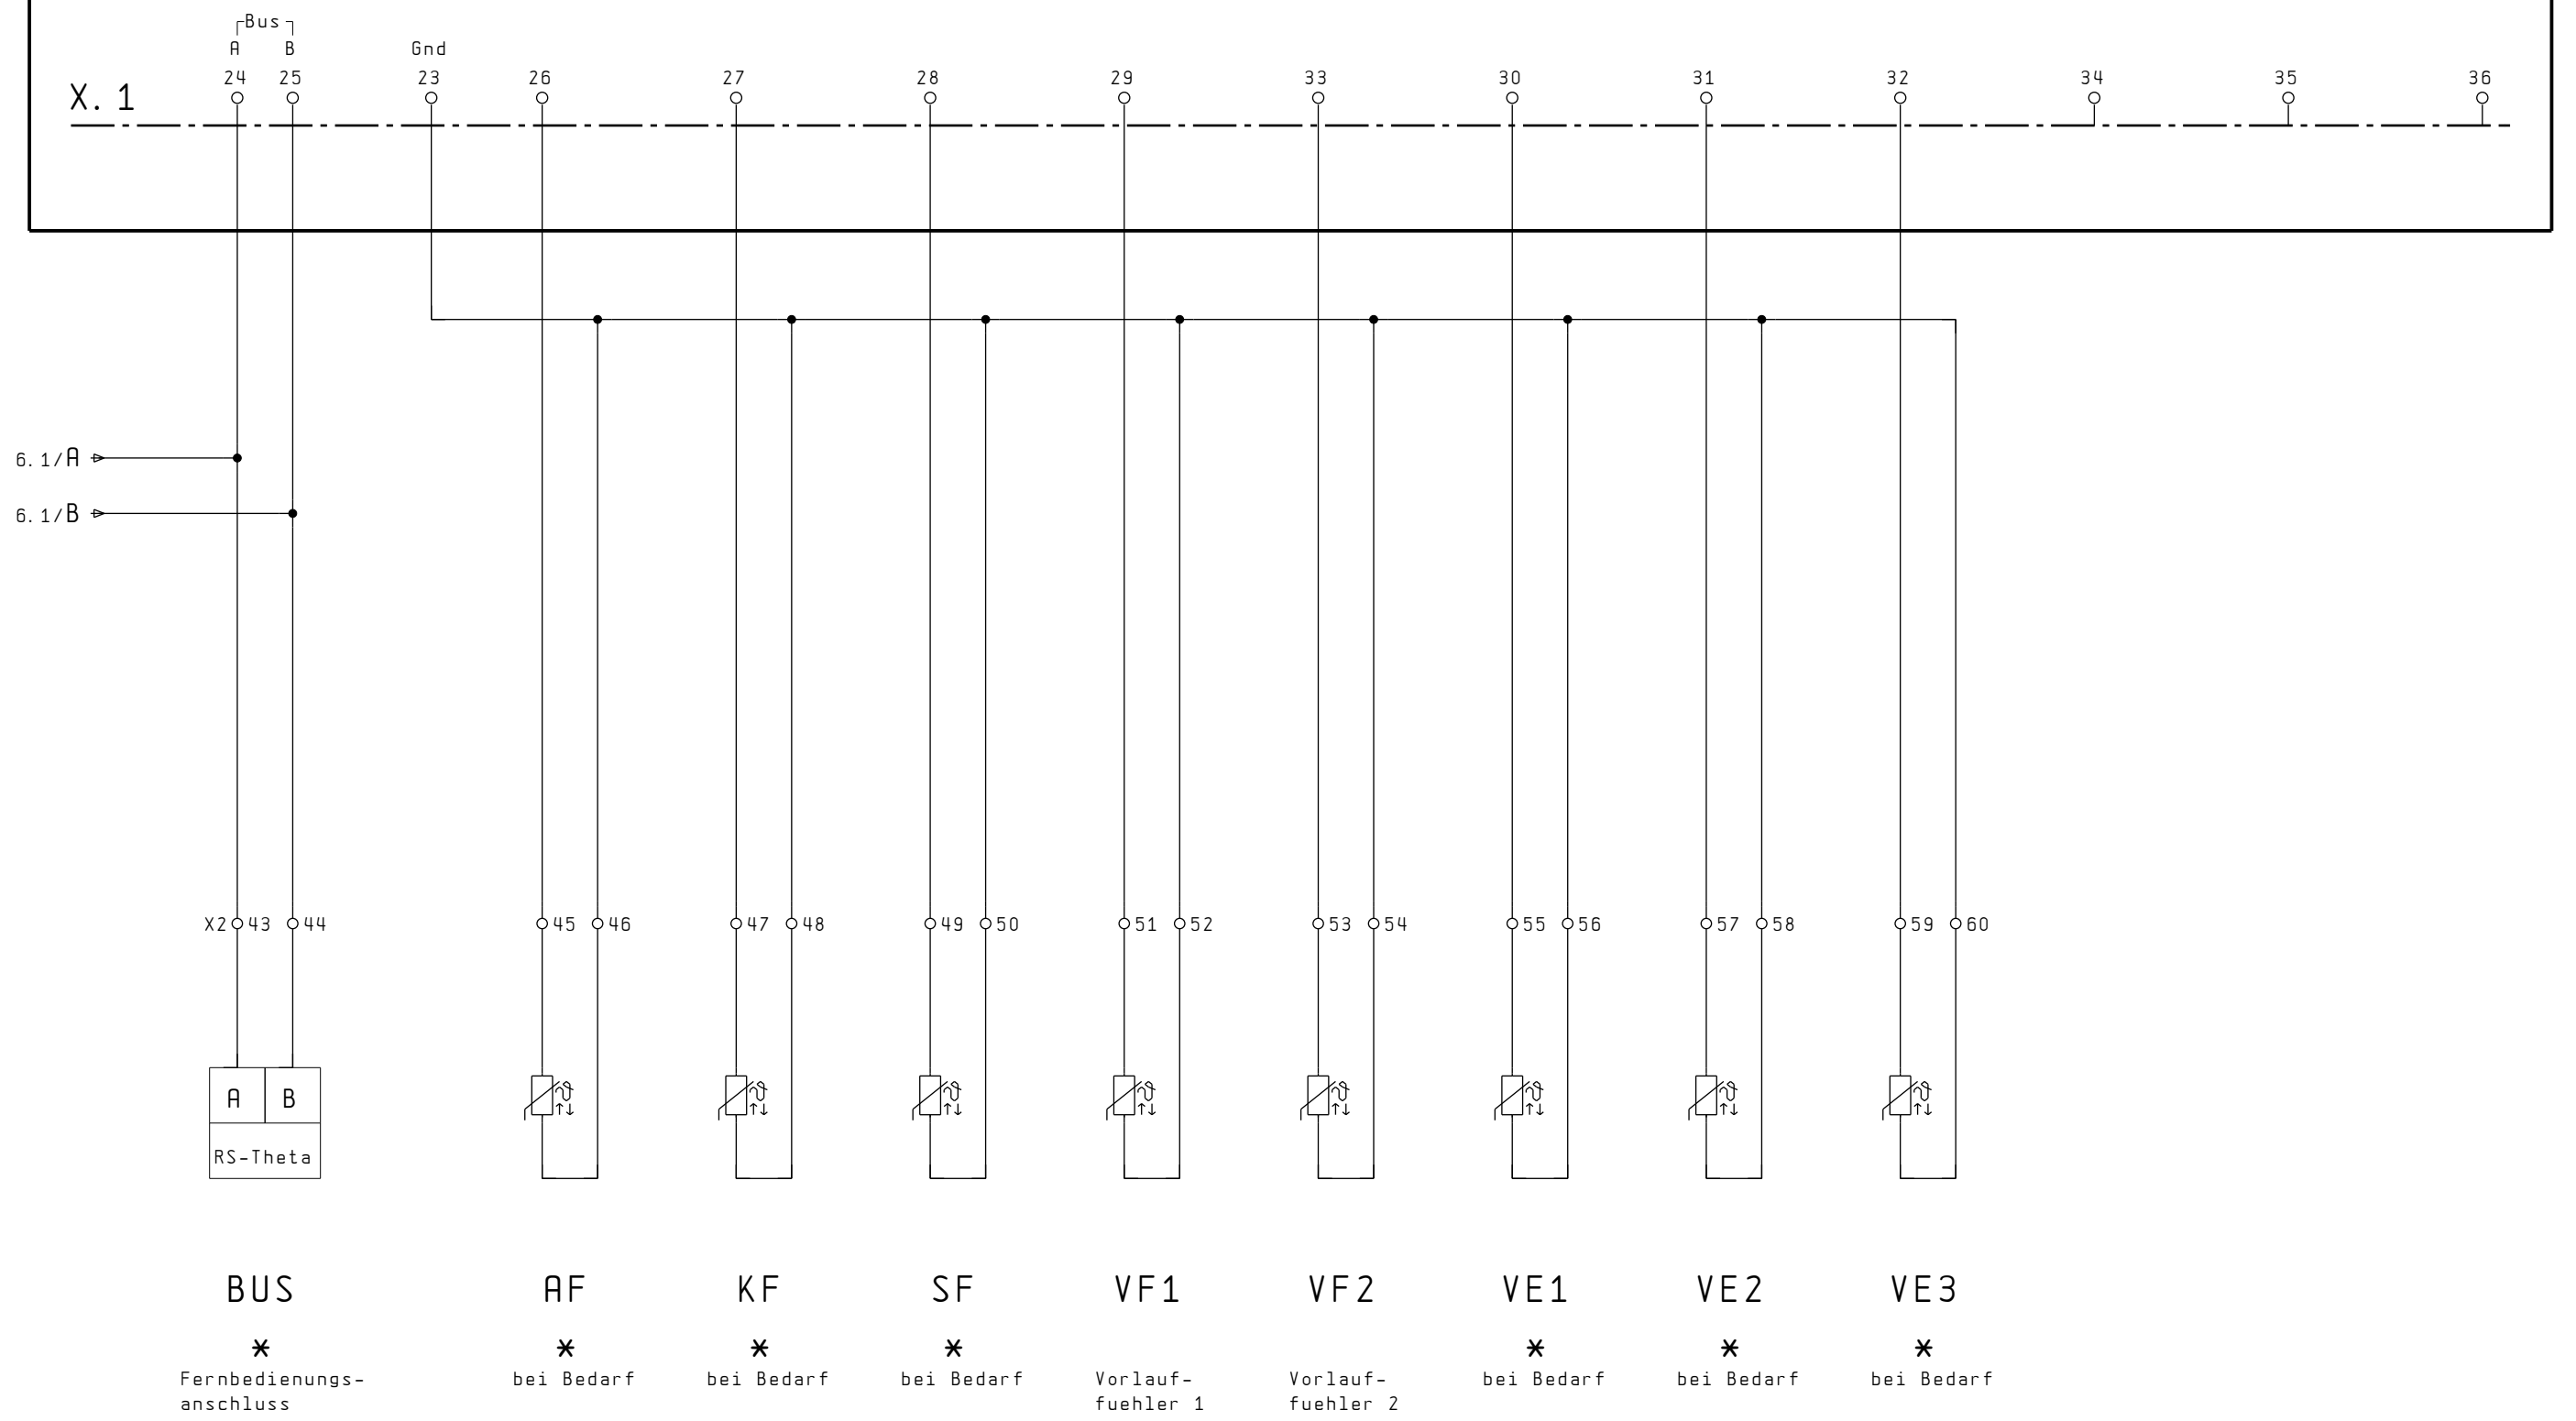 Bus
A B Gnd
24 25 23 26 27 28 29 33 30 31 32 34 35 36
X.1
6.1/A
6.1/B
X2 43 44 45 46 47 48 49 50 51 52 53 54 55 56 57 58 59 60
A B
RS-Theta
BUS AF KF SF VF1 VF2 VE1 VE2 VE3
* * * * * * *
Fernbedienungs- bei Bedarf bei Bedarf bei Bedarf Vorlauf- Vorlauf- bei Bedarf bei Bedarf bei Bedarf
anschluss fuehler 1 fuehler 2